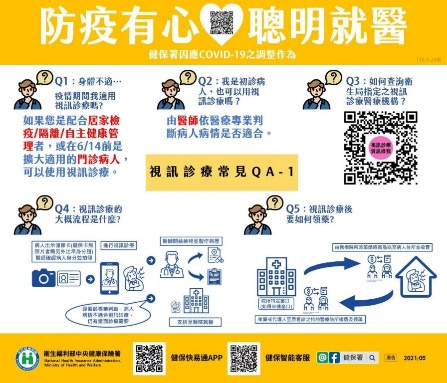 防疫有心 聰明就醫
健保署因應COVID-19之調整作為
Q1:身體不適…
疫情期間我適用
視訊診療嗎?
如果您是配合居家檢
疫/隔離/自主健康管
理者,或在6/14前是
擴大適用的門診病人,
可以使用視訊診療。
Q2:我是初診病
人,也可以用視
訊診療嗎?
由醫師依醫療專業判
斷病人病情是否適合。
Q3:如何查詢衛
生局指定之視訊
診療醫療機構?
視訊診療常見QA-1
Q4:視訊診療的
大概流程是什麼?
進行視訊診療
Q5:視訊診療後
要如何領藥?
衛生福利部中央健康保險署
National Health Insurance Administration,
Ministry of Health and Welfare
健保快易通APP
健保智能客服
健保署
廣告
2021/05